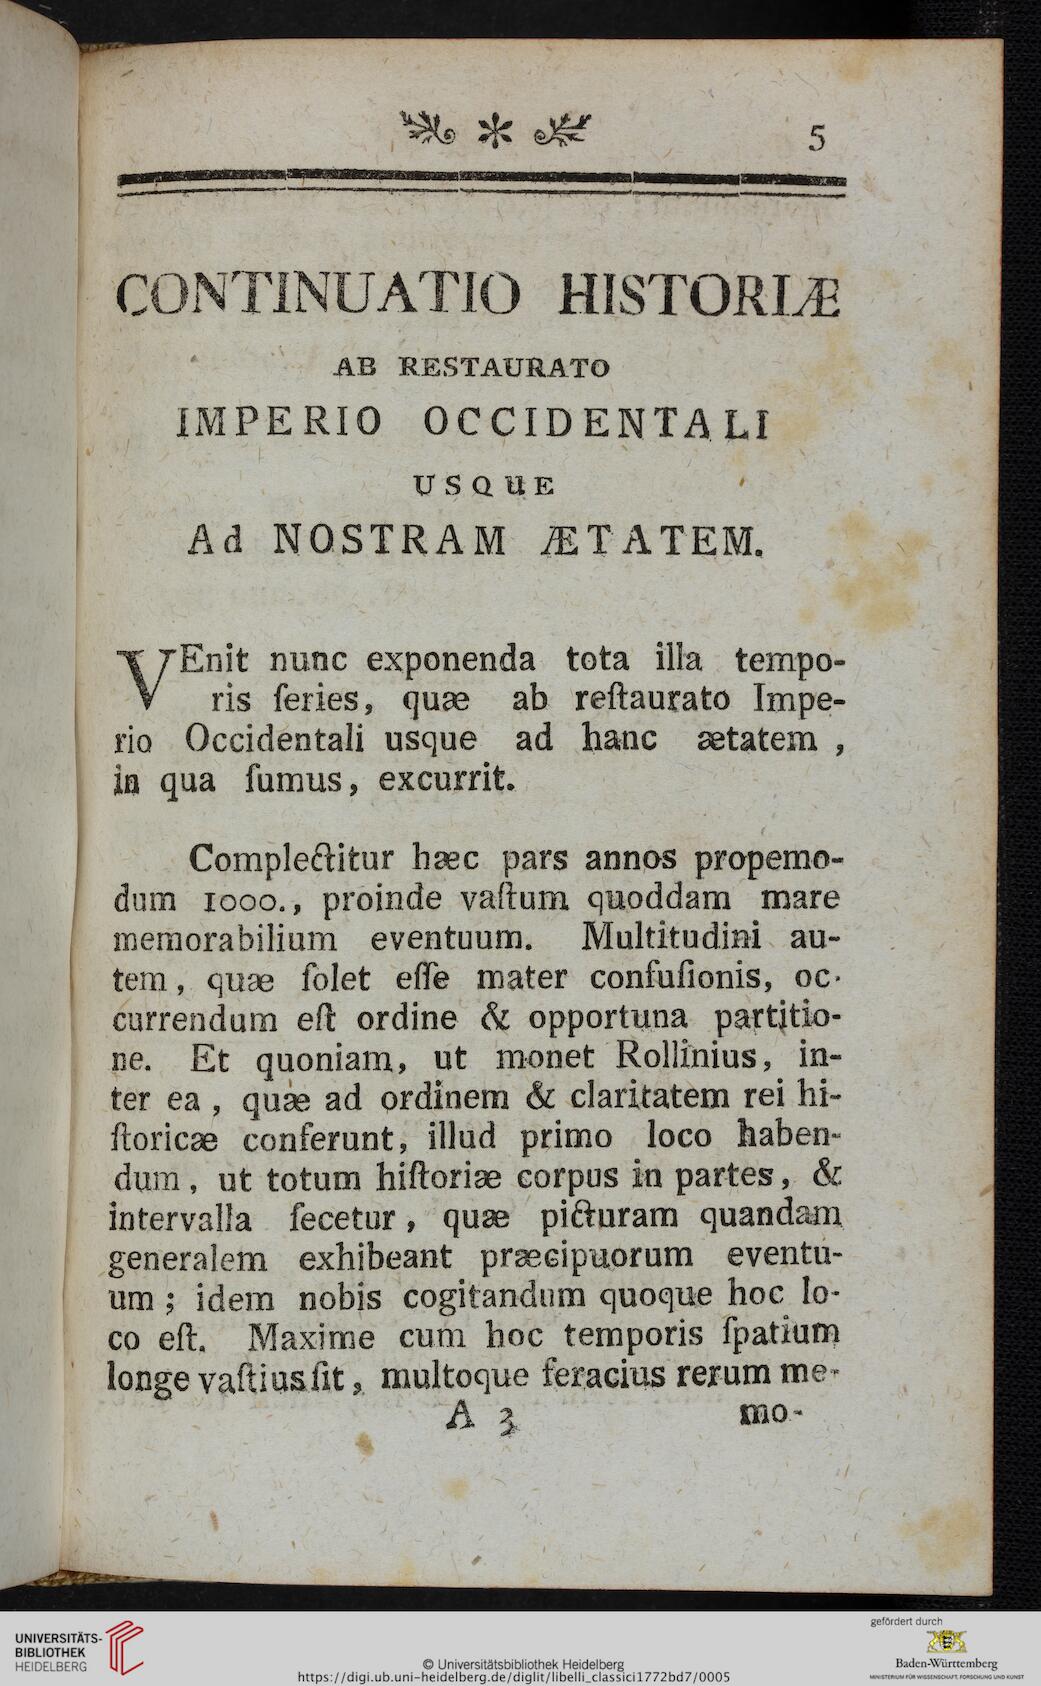 5
CONTINUATIO HISTORIÆ
AB RESTAURATO
IMPERIO OCCIDENTALI
USQUE
Ad NOSTRAM ÆTATEM.
VEnit nunc exponenda tota illa tempo-
ris ſeries, quæ ab reſtaurato Impe-
rio Occidentali usque ad hanc ætatem ,
in qua ſumus, excurrit.
Complectitur hæc pars annos propemo-
dum 1000., proinde vaſtum quoddam mare
memorabilium eventuum. Multitudini au-
tem, quæ ſolet eſſe mater confuſionis, oc-
currendum eſt ordine & opportuna partitio-
ne. Et quoniam, ut monet Rollinius, in-
ter ea , quæ ad ordinem & claritatem rei hi-
ſtoricæ conferunt, illud primo loco haben-
dum, ut totum hiſtoriæ corpus in partes, &
intervalla ſecetur, quæ picturam quandam
generalem exhibeant præcipuorum eventu-
um ; idem nobis cogitandum quoque hoc lo-
co eſt. Maxime cum hoc temporis ſpatium
longe vaſtius ſit, multoque feracius rerum me-
A 3 mo-
UNIVERSITÄTS-
BIBLIOTHEK
HEIDELBERG
© Universitätsbibliothek Heidelberg
https://digi.ub.uni-heidelberg.de/diglit/libelli_classici1772bd7/0005
gefördert durch
Baden-Württemberg
MINISTERIUM FÜR WISSENSCHAFT, FORSCHUNG UND KUNST